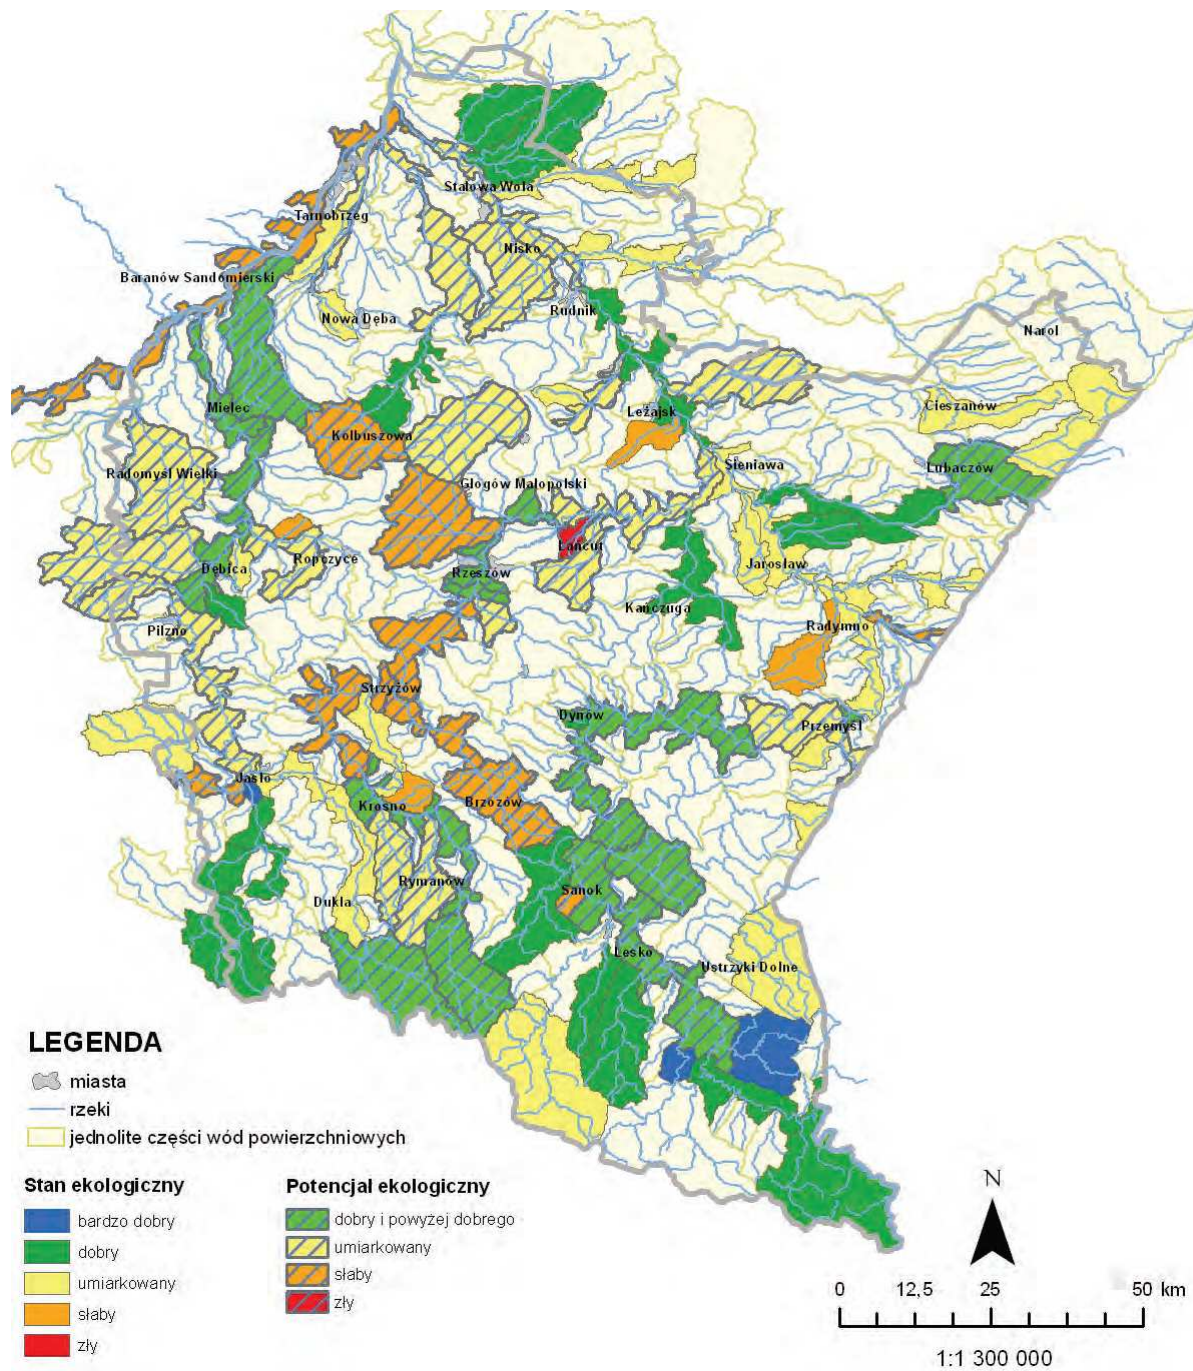 Stalowa Wola
Tarnobrzeg
Nisko
Baranów Sandomierski
Rudnik
Nowa Dęba
Narol
Mielec
Leżajsk
Cieszanów
Kolbuszowa
Radomyśl Wielki
Sieniawa
Lubaczów
Głogów Małopolski
Łańcut
Ropczyce
Dębica
Rzeszów
Jarosław
Kańczuga
Pilzno
Radymno
Strzyżów
Dynów
Przemyśl
Jasło
Krosno
Brzozów
Rymanów
Sanok
Dukla
Lesko
Ustrzyki Dolne
LEGENDA
miasta
rzeki
jednolite części wód powierzchniowych
Stan ekologiczny
bardzo dobry
dobry
umiarkowany
słaby
zły
Potencjał ekologiczny
dobry i powyżej dobrego
umiarkowany
słaby
zły
N
0 12,5 25 50 km
1:1 300 000